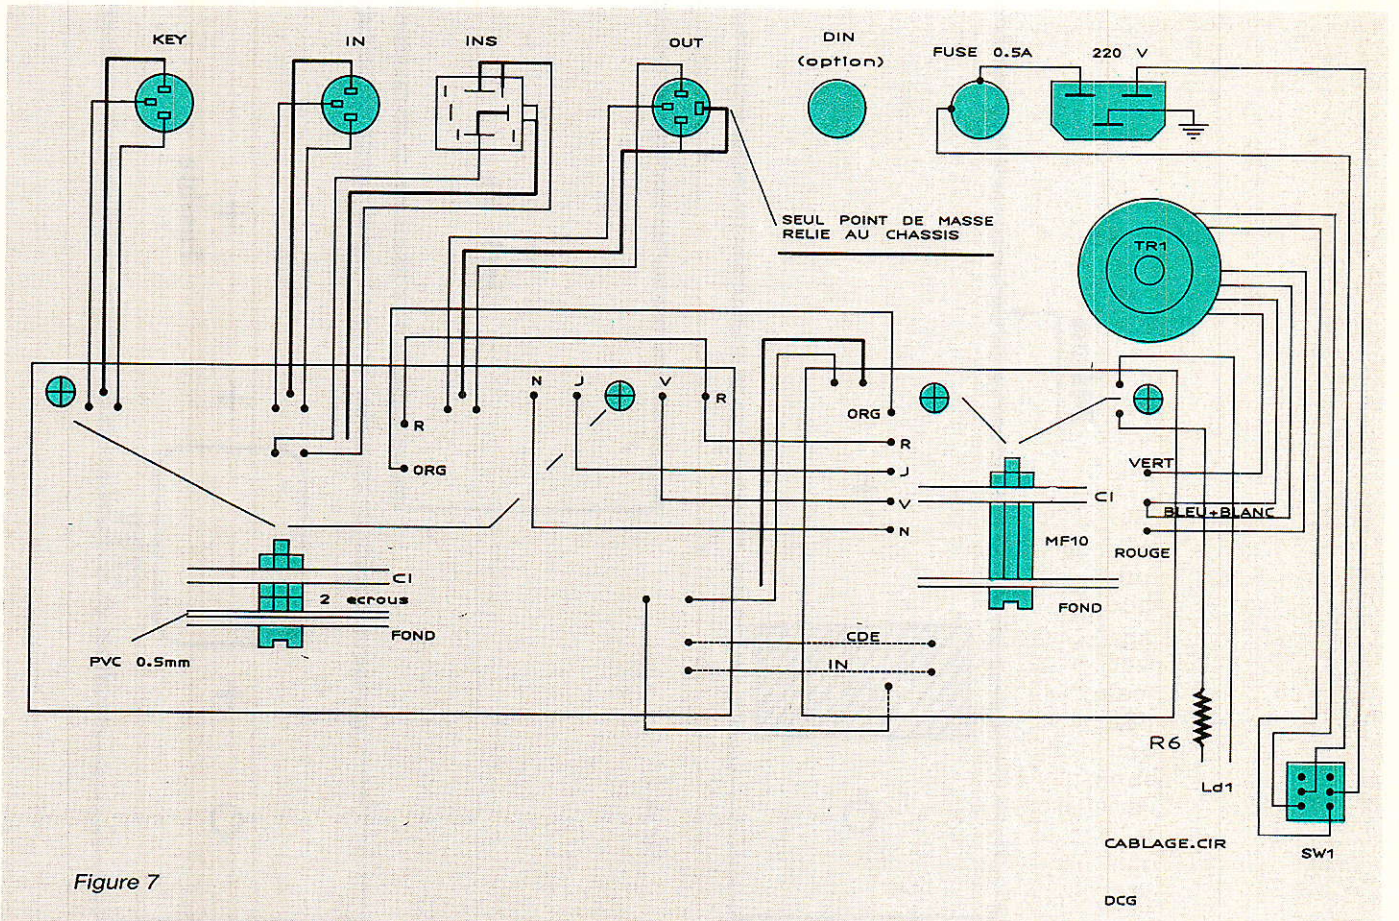 KEY
IN
INS
OUT
DIN
(option)
FUSE 0.5A
220 V
SEUL POINT DE MASSE
RELIE AU CHASSIS
TR1
N
J
V
R
R
ORG
ORG
R
J
V
N
VERT
BLEU+BLANC
ROUGE
CI
MF10
FOND
CI
2 ecrous
FOND
PVC 0.5mm
CDE
IN
R6
Ld1
SW1
CABLAGE.CIR
DCG
Figure 7